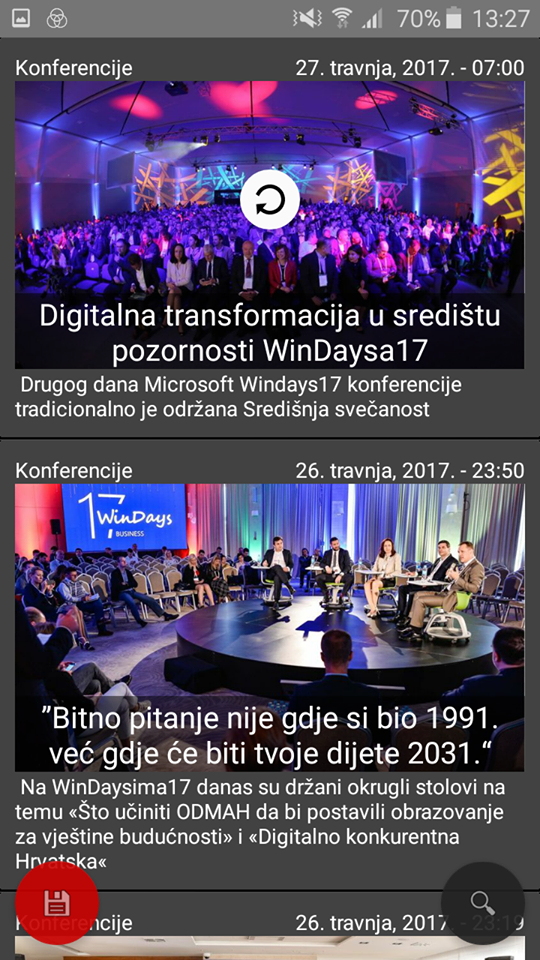 70% 13:27
Konferencije 27. travnja, 2017. - 07:00
Digitalna transformacija u središtu
pozornosti WinDaysa17
Drugog dana Microsoft Windays17 konferencije
tradicionalno je održana Središnja svečanost
Konferencije 26. travnja, 2017. - 23:50
17 WinDays
BUSINESS
”Bitno pitanje nije gdje si bio 1991.
već gdje će biti tvoje dijete 2031.“
Na WinDaysima17 danas su držani okrugli stolovi na
temu «Što učiniti ODMAH da bi postavili obrazovanje
za vještine budućnosti» i «Digitalno konkurentna
Hrvatska«
Konferencije 26. travnja, 2017. - 23:19